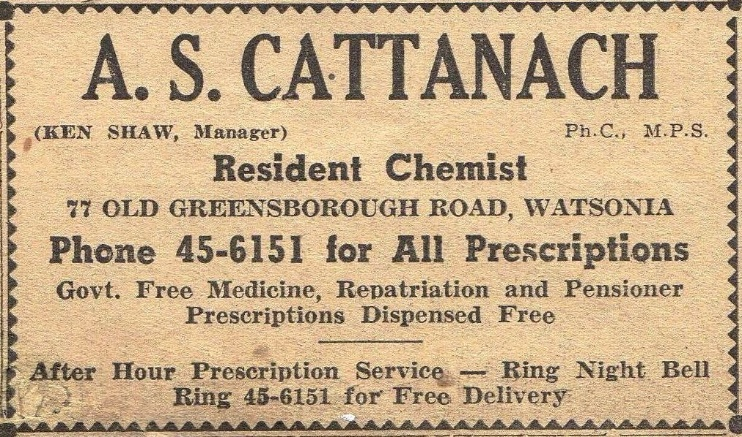 A. S. CATTANACH
(KEN SHAW, Manager) Ph.C., M.P.S.
Resident Chemist
77 OLD GREENSBOROUGH ROAD, WATSONIA
Phone 45-6151 for All Prescriptions
Govt. Free Medicine, Repatriation and Pensioner
Prescriptions Dispensed Free
After Hour Prescription Service — Ring Night Bell
Ring 45-6151 for Free Delivery